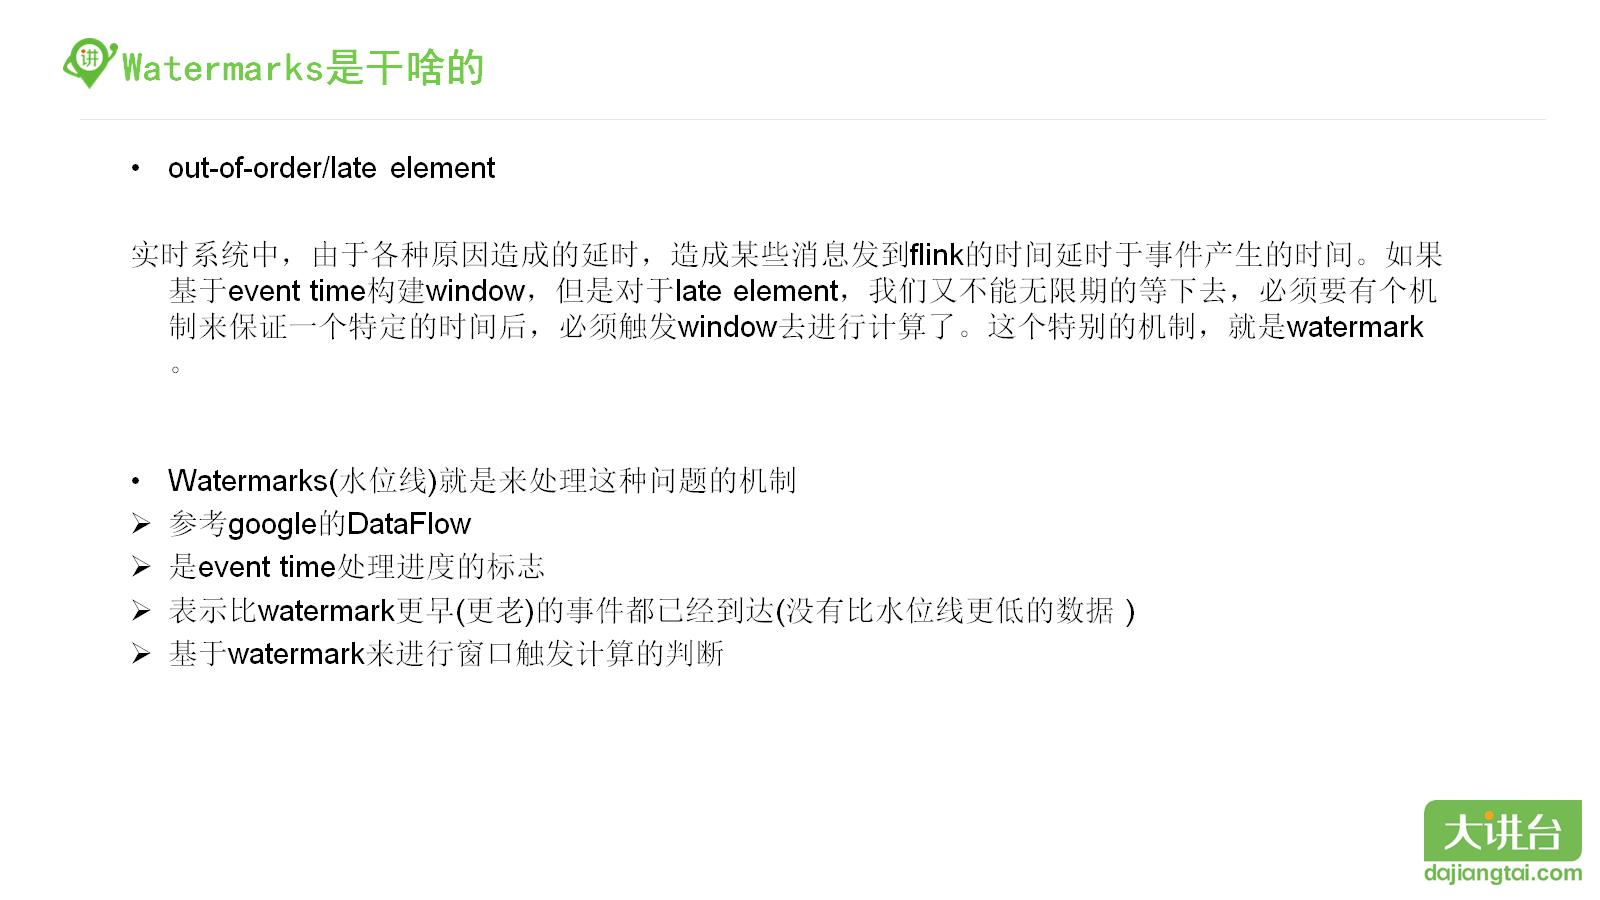 讲
Watermarks是干啥的
• out-of-order/late element
实时系统中，由于各种原因造成的延时，造成某些消息发到flink的时间延时于事件产生的时间。如果
基于event time构建window，但是对于late element，我们又不能无限期的等下去，必须要有个机
制来保证一个特定的时间后，必须触发window去进行计算了。这个特别的机制，就是watermark
。
• Watermarks(水位线)就是来处理这种问题的机制
➢ 参考google的DataFlow
➢ 是event time处理进度的标志
➢ 表示比watermark更早(更老)的事件都已经到达(没有比水位线更低的数据 )
➢ 基于watermark来进行窗口触发计算的判断
大讲台
dajiangtai.com